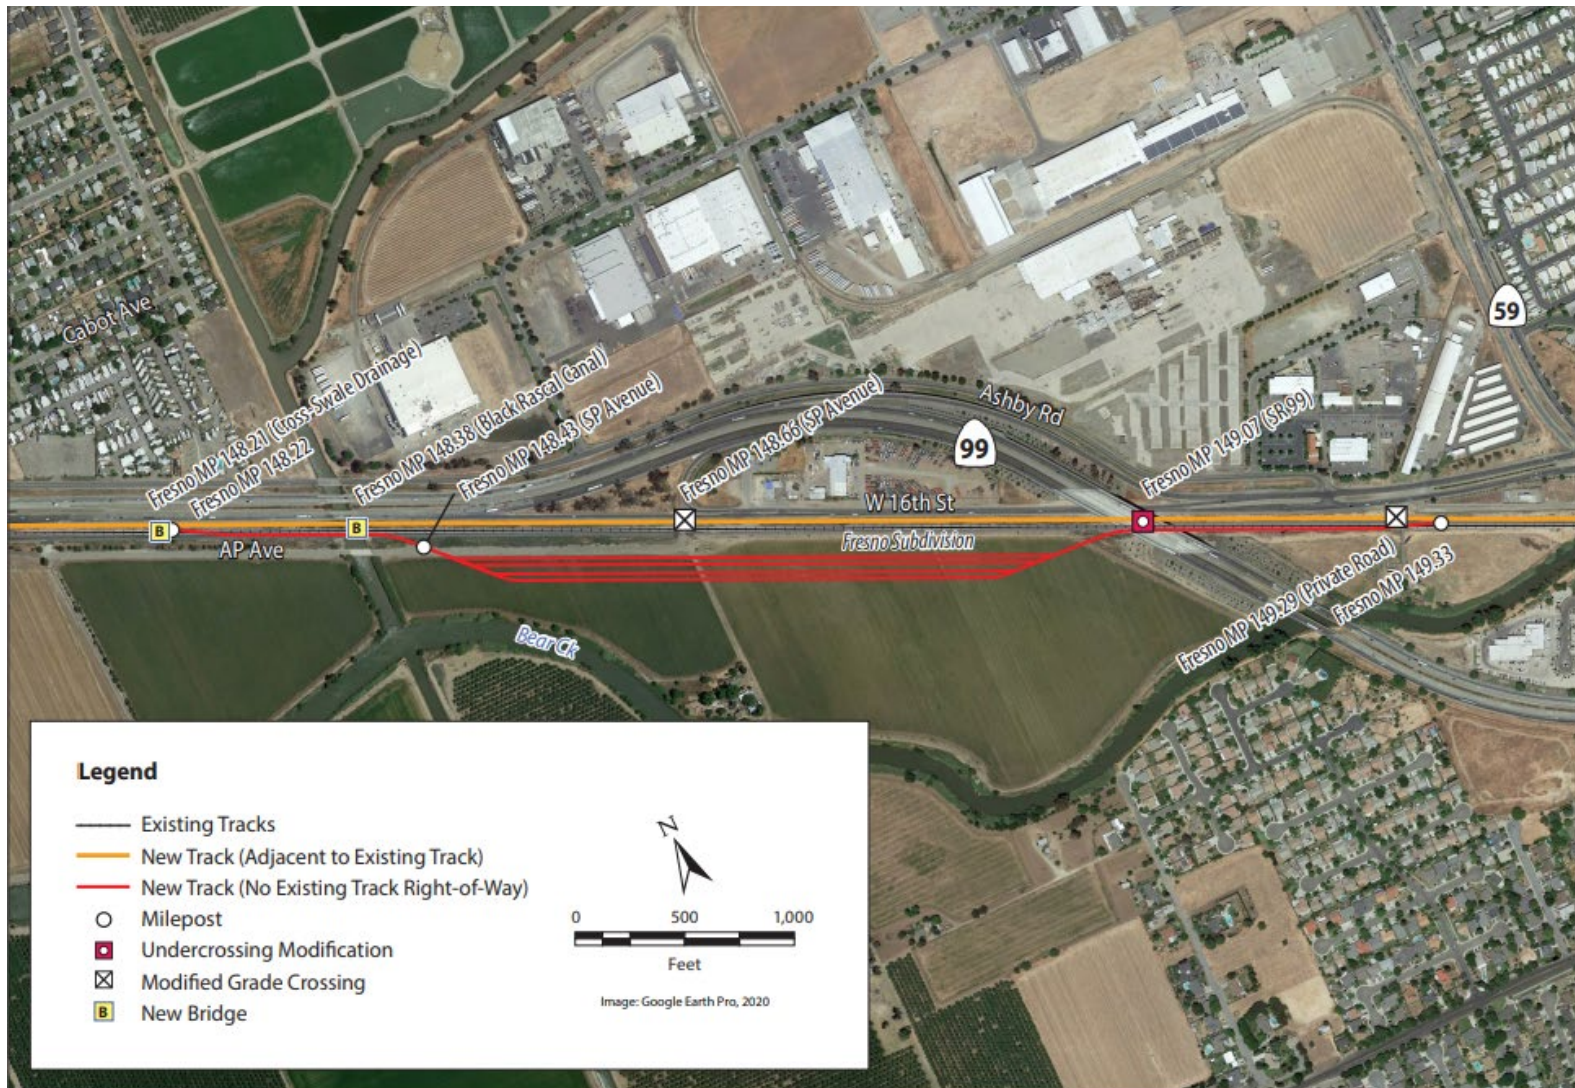 Cabot Ave
Fresno MP 148.21 (Cross-Swale Drainage)
Fresno MP 148.22
Fresno MP 148.38 (Black Rascal Canal)
Fresno MP 148.43 (SP Avenue)
Fresno MP 148.66 (SP Avenue)
Ashby Rd
99
59
Fresno MP 149.07 (SR 99)
W 16th St
B
B
AP Ave
Fresno Subdivision
Fresno MP 149.29 (Private Road)
Fresno MP 149.33
Bear Ck
Legend
Existing Tracks
New Track (Adjacent to Existing Track)
New Track (No Existing Track Right-of-Way)
Milepost
Undercrossing Modification
Modified Grade Crossing
B New Bridge
N
0 500 1,000
Feet
Image: Google Earth Pro, 2020